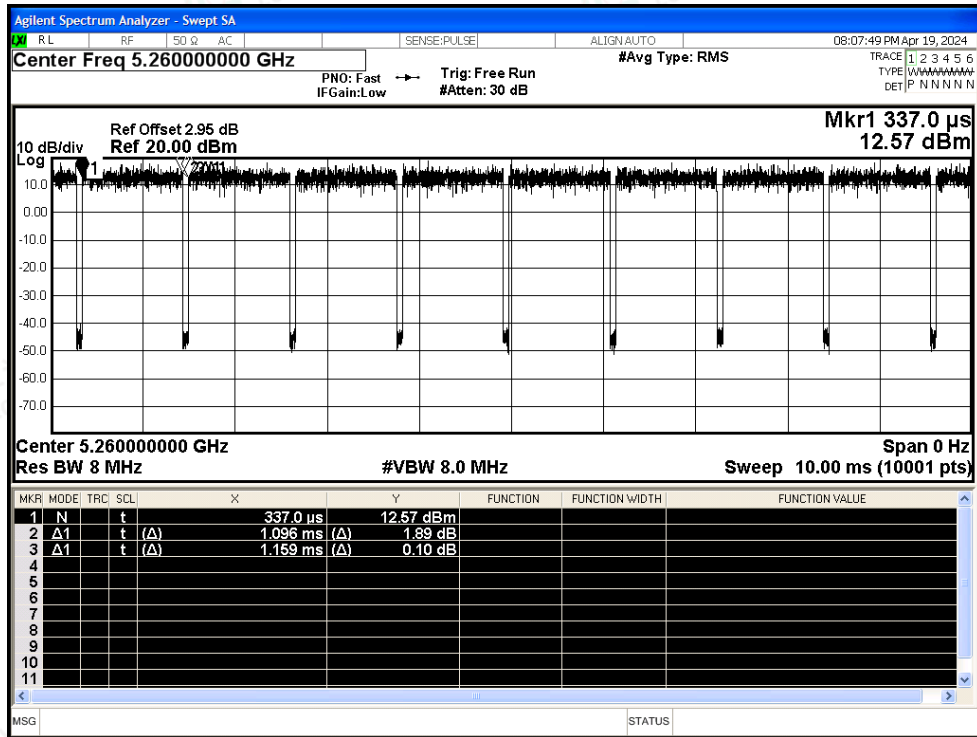 Agilent Spectrum Analyzer - Swept SA
LXI RL RF 50 Ω AC SENSE:PULSE ALIGN AUTO 08:07:49 PM Apr 19, 2024
Center Freq 5.260000000 GHz #Avg Type: RMS TRACE 1 2 3 4 5 6
PNO: Fast Trig: Free Run TYPE
IFGain:Low #Atten: 30 dB DET P N N N N N
Mkr1 337.0 µs
12.57 dBm
Ref Offset 2.95 dB
10 dB/div Ref 20.00 dBm
Log
1
10.0
0.00
-10.0
-20.0
-30.0
-40.0
-50.0
-60.0
-70.0
Center 5.260000000 GHz Span 0 Hz
Res BW 8 MHz #VBW 8.0 MHz Sweep 10.00 ms (10001 pts)
MKR MODE TRC SCL X Y FUNCTION FUNCTION WIDTH FUNCTION VALUE
1 N t 337.0 µs 12.57 dBm
2 Δ1 t (Δ) 1.096 ms (Δ) 1.89 dB
3 Δ1 t (Δ) 1.159 ms (Δ) 0.10 dB
4
5
6
7
8
9
10
11
MSG STATUS